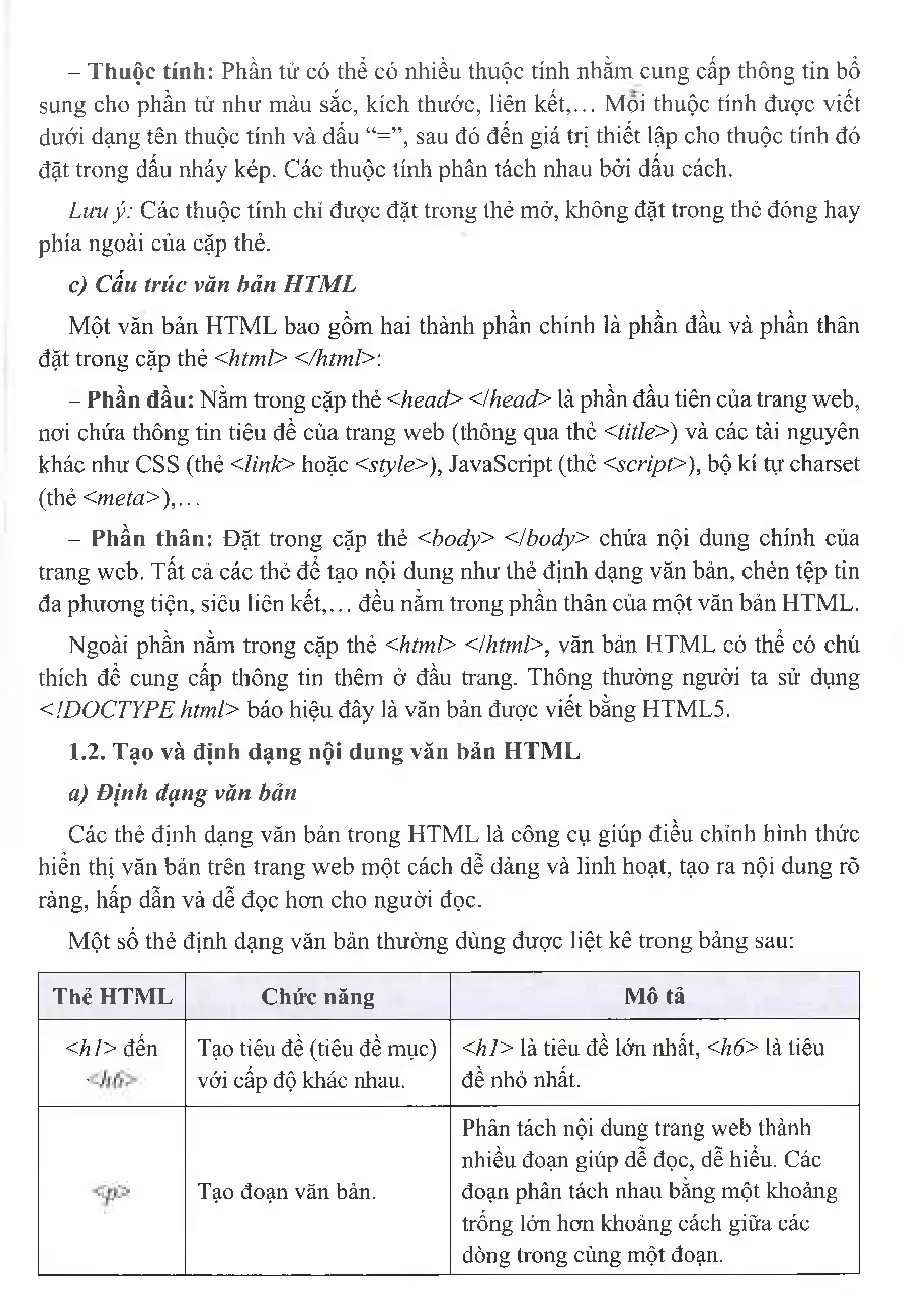 – Thuộc tính: Phần tử có thể có nhiều thuộc tính nhằm cung cấp thông tin bổ
sung cho phần tử như màu sắc, kích thước, liên kết,... Mỗi thuộc tính được viết
dưới dạng tên thuộc tính và dấu “=”, sau đó đến giá trị thiết lập cho thuộc tính đó
đặt trong dấu nháy kép. Các thuộc tính phân tách nhau bởi dấu cách.
Lưu ý: Các thuộc tính chỉ được đặt trong thẻ mở, không đặt trong thẻ đóng hay
phía ngoài của cặp thẻ.
c) Cấu trúc văn bản HTML
Một văn bản HTML bao gồm hai thành phần chính là phần đầu và phần thân
đặt trong cặp thẻ <html> </html>:
– Phần đầu: Nằm trong cặp thẻ <head> </head> là phần đầu tiên của trang web,
nơi chứa thông tin tiêu đề của trang web (thông qua thẻ <title>) và các tài nguyên
khác như CSS (thẻ <link> hoặc <style>), JavaScript (thẻ <script>), bộ kí tự charset
(thẻ <meta>),...
– Phần thân: Đặt trong cặp thẻ <body> </body> chứa nội dung chính của
trang web. Tất cả các thẻ để tạo nội dung như thẻ định dạng văn bản, chèn tệp tin
đa phương tiện, siêu liên kết,... đều nằm trong phần thân của một văn bản HTML.
Ngoài phần nằm trong cặp thẻ <html> </html>, văn bản HTML có thể có chú
thích để cung cấp thông tin thêm ở đầu trang. Thông thường người ta sử dụng
<!DOCTYPE html> báo hiệu đây là văn bản được viết bằng HTML5.
1.2. Tạo và định dạng nội dung văn bản HTML
a) Định dạng văn bản
Các thẻ định dạng văn bản trong HTML là công cụ giúp điều chỉnh hình thức
hiển thị văn bản trên trang web một cách dễ dàng và linh hoạt, tạo ra nội dung rõ
ràng, hấp dẫn và dễ đọc hơn cho người đọc.
Một số thẻ định dạng văn bản thường dùng được liệt kê trong bảng sau:
Thẻ HTML Chức năng Mô tả
<h1> đến Tạo tiêu đề (tiêu đề mục) <h1> là tiêu đề lớn nhất, <h6> là tiêu
<h6> với cấp độ khác nhau. đề nhỏ nhất.
Phân tách nội dung trang web thành
nhiều đoạn giúp dễ đọc, dễ hiểu. Các
<p> Tạo đoạn văn bản. đoạn phân tách nhau bằng một khoảng
trống lớn hơn khoảng cách giữa các
dòng trong cùng một đoạn.